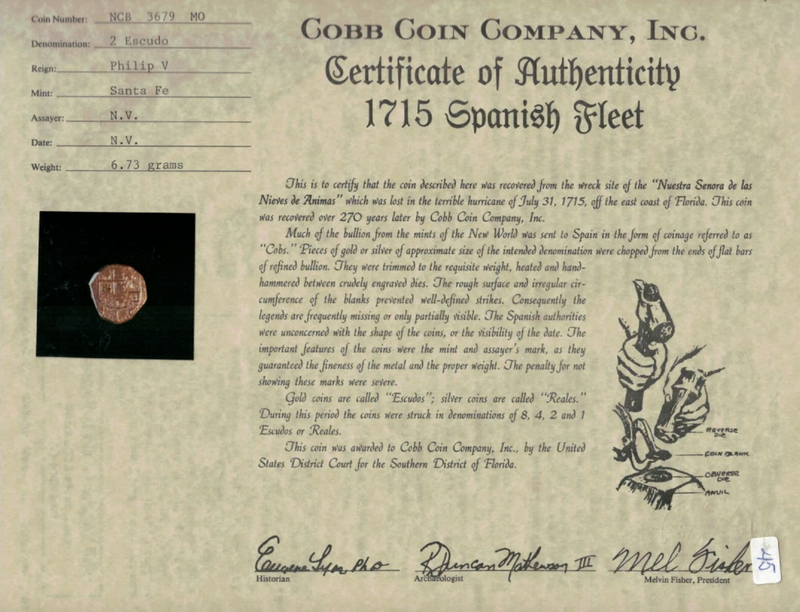 Coin Number: NCB 3679 MO
Denomination: 2 Escudo
Reign: Philip V
Mint: Santa Fe
Assayer: N.V.
Date: N.V.
Weight: 6.73 grams
COBB COIN COMPANY, INC.
Certificate of Authenticity
1715 Spanish Fleet
This is to certify that the coin described here was recovered from the wreck site of the "Nuestra Senora de las
Nieves de Animas" which was lost in the terrible hurricane of July 31, 1715, off the east coast of Florida. This coin
was recovered over 270 years later by Cobb Coin Company, Inc.
Much of the bullion from the mints of the New World was sent to Spain in the form of coinage referred to as
"Cobs." Pieces of gold or silver of approximate size of the intended denomination were chopped from the ends of flat bars
of refined bullion. They were trimmed to the requisite weight, heated and hand-
hammered between crudely engraved dies. The rough surface and irregular cir-
cumference of the blanks prevented well-defined strikes. Consequently the
legends are frequently missing or only partially visible. The Spanish authorities
were unconcerned with the shape of the coins, or the visibility of the date. The
important features of the coins were the mint and assayer's mark, as they
guaranteed the fineness of the metal and the proper weight. The penalty for not
showing these marks were severe.
Gold coins are called "Escudos"; silver coins are called "Reales."
During this period the coins were struck in denominations of 8, 4, 2 and 1
Escudos or Reales.
This coin was awarded to Cobb Coin Company, Inc., by the United
States District Court for the Southern District of Florida.
REVERSE
DIE
COIN BLANK
OBVERSE
DIE
ANVIL
Eugene Lyon PhD
Historian
R. Duncan Mathewson III
Archaeologist
Mel Fisher
Melvin Fisher, President